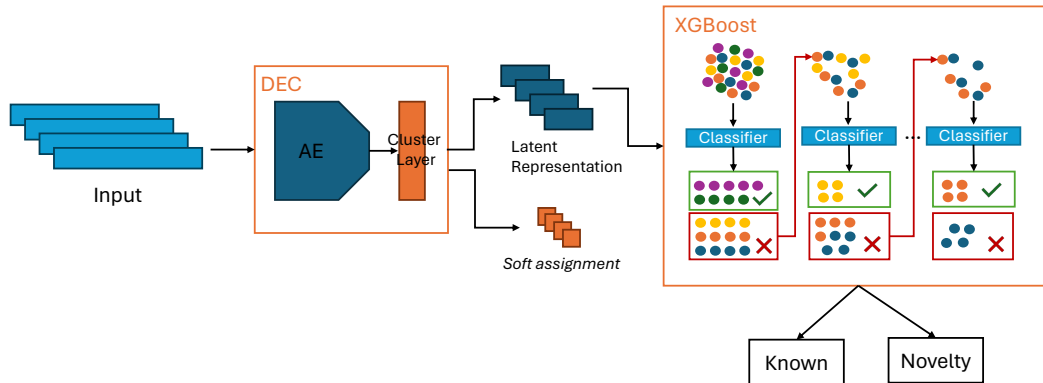 Input
DEC
AE
Cluster
Layer
Latent
Representation
Soft assignment
XGBoost
Classifier
Classifier
...
Classifier
Known
Novelty